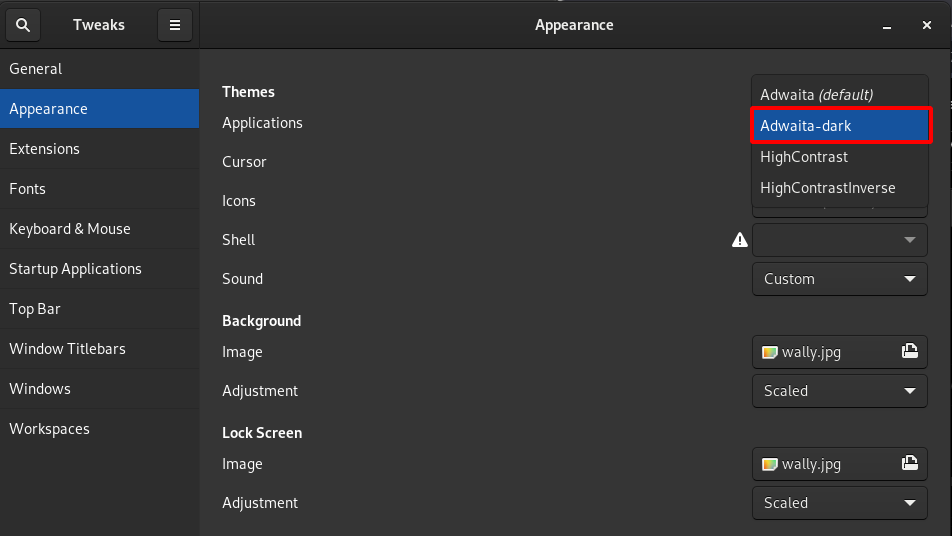 Tweaks
Appearance
General
Appearance
Extensions
Fonts
Keyboard & Mouse
Startup Applications
Top Bar
Window Titlebars
Windows
Workspaces
Themes
Applications
Adwaita (default)
Adwaita-dark
HighContrast
HighContrastInverse
Cursor
Icons
Shell
Sound
Custom
Background
Image
wally.jpg
Adjustment
Scaled
Lock Screen
Image
wally.jpg
Adjustment
Scaled